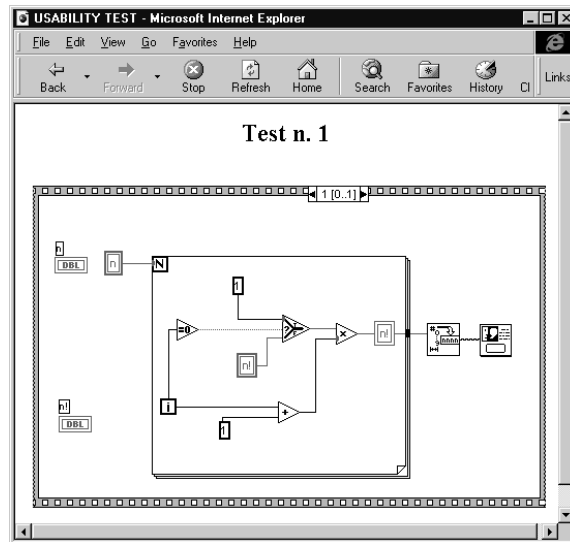 USABILITY TEST - Microsoft Internet Explorer
File Edit View Go Favorites Help
Back Forward Stop Refresh Home Search Favorites History Cl Links
Test n. 1
1 [0..1]
n
DBL
n
N
1
=0
?
n!
x
n!
i
+
1
n!
DBL